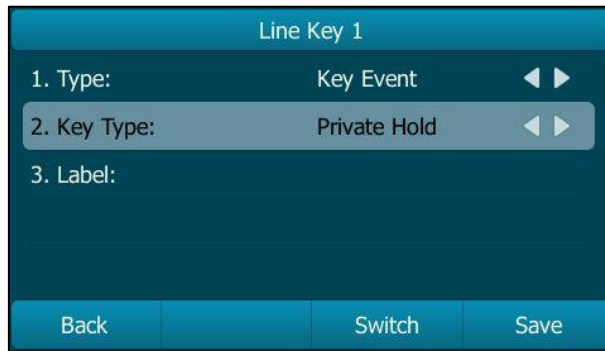 Line Key 1
1. Type: Key Event
2. Key Type: Private Hold
3. Label:
Back Switch Save